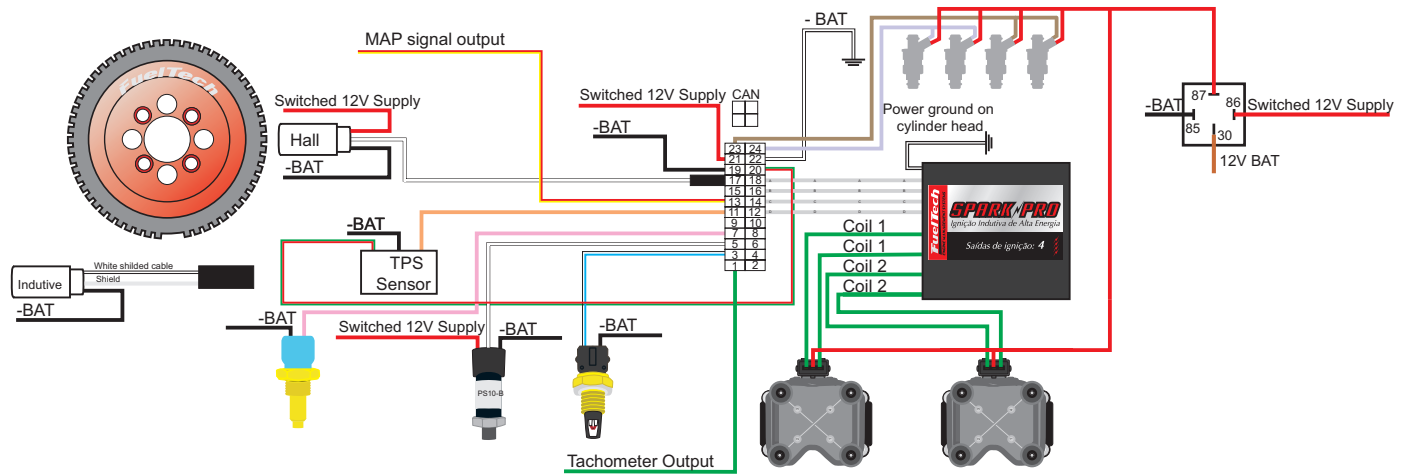 MAP signal output
- BAT
Switched 12V Supply
CAN
Switched 12V Supply
FuelTech
Hall
-BAT
-BAT
Power ground on
cylinder head
87
86
-BAT
Switched 12V Supply
85
30
12V BAT
23 24
21 22
19 20
17 18
15 16
13 14
11 12
9 10
7 8
5 6
3 4
1 2
FuelTech
SPARK PRO
Ignição Indutiva de Alta Energia
Saídas de ignição: 4
Coil 1
Coil 1
Coil 2
Coil 2
-BAT
TPS
Sensor
White shilded cable
Shield
Indutive
-BAT
-BAT
Switched 12V Supply
-BAT
-BAT
PS10-B
Tachometer Output